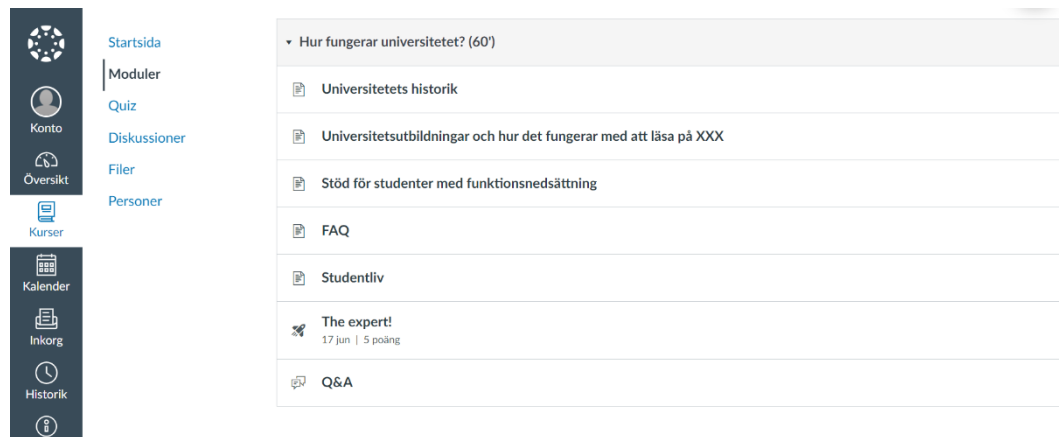 Konto
Översikt
Kurser
Kalender
Inkorg
Historik
Startsida
Moduler
Quiz
Diskussioner
Filer
Personer
Hur fungerar universitetet? (60')
Universitetets historik
Universitetsutbildningar och hur det fungerar med att läsa på XXX
Stöd för studenter med funktionsnedsättning
FAQ
Studentliv
The expert!
17 jun | 5 poäng
Q&A